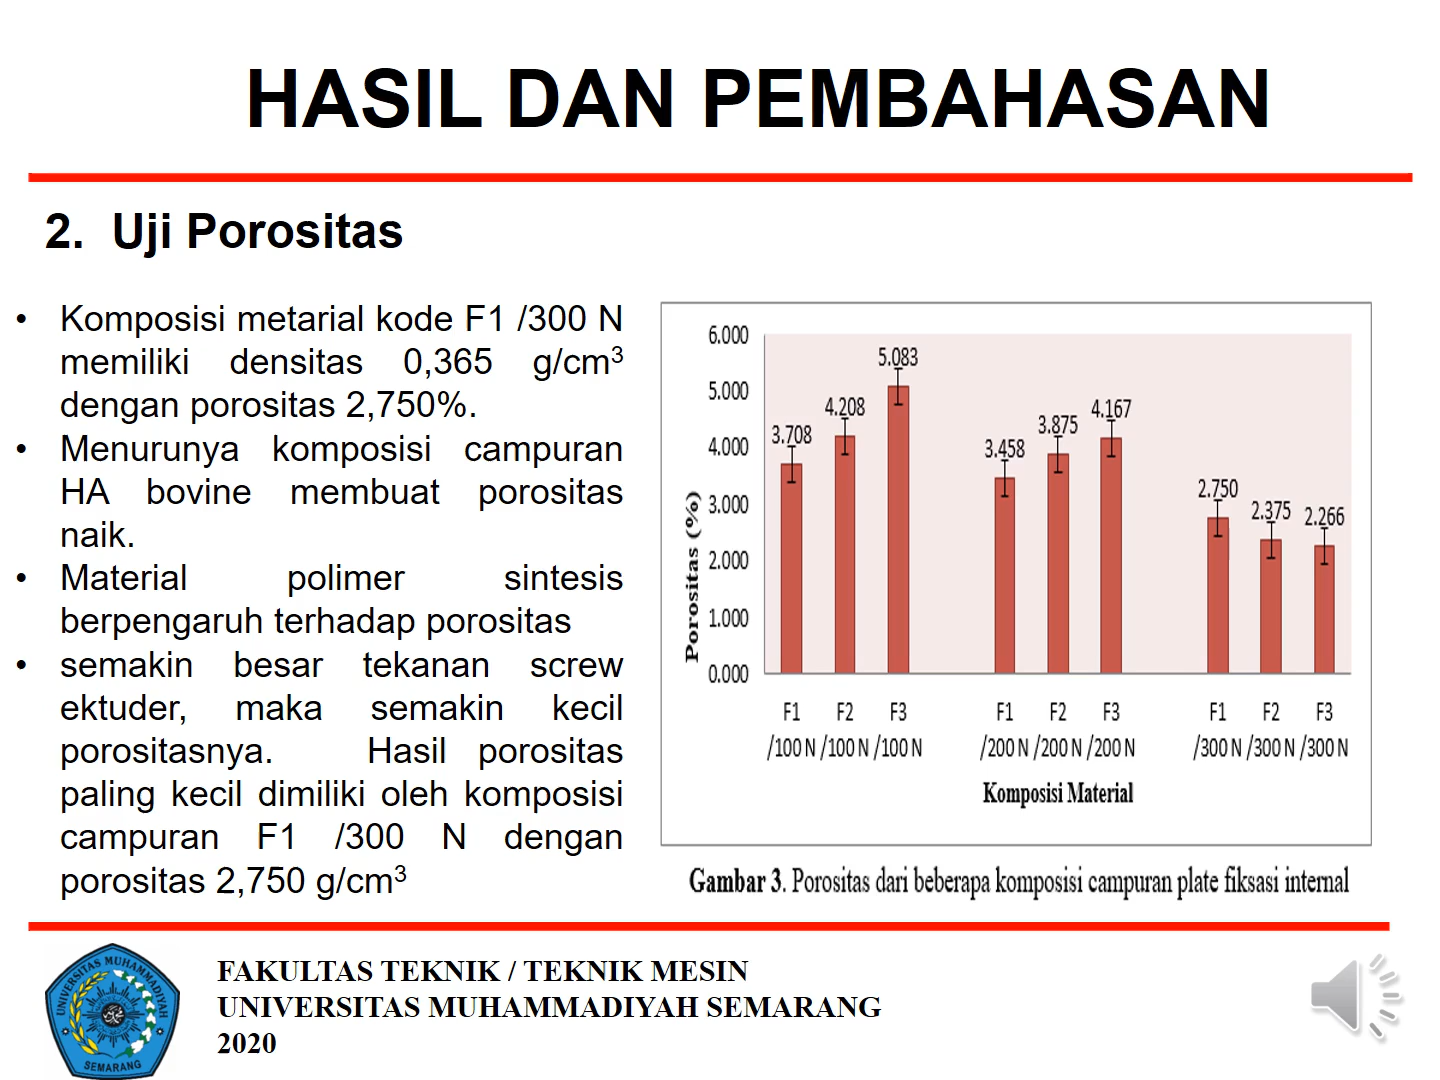 HASIL DAN PEMBAHASAN
2. Uji Porositas
• Komposisi metarial kode F1 /300 N
memiliki densitas 0,365 g/cm³
dengan porositas 2,750%.
• Menurunya komposisi campuran
HA bovine membuat porositas
naik.
• Material polimer sintesis
berpengaruh terhadap porositas
• semakin besar tekanan screw
ektuder, maka semakin kecil
porositasnya. Hasil porositas
paling kecil dimiliki oleh komposisi
campuran F1 /300 N dengan
porositas 2,750 g/cm³
Porositas (%)
6.000
5.000
4.000
3.000
2.000
1.000
0.000
3.708
4.208
5.083
3.458
3.875
4.167
2.750
2.375
2.266
F1 F2 F3 F1 F2 F3 F1 F2 F3
/100 N /100 N /100 N /200 N /200 N /200 N /300 N /300 N /300 N
Komposisi Material
Gambar 3. Porositas dari beberapa komposisi campuran plate fiksasi internal
UNIVERSITAS MUHAMMADIYAH
SEMARANG
FAKULTAS TEKNIK / TEKNIK MESIN
UNIVERSITAS MUHAMMADIYAH SEMARANG
2020